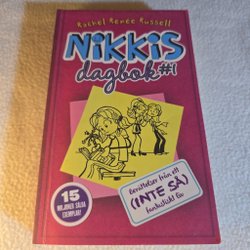 Rachel Renée Russell
NiKKiS
dagbok #1
Berättelser från ett
(INTE SÅ)
fantastiskt liv
15
MILJONER SÅLDA
EXEMPLAR!